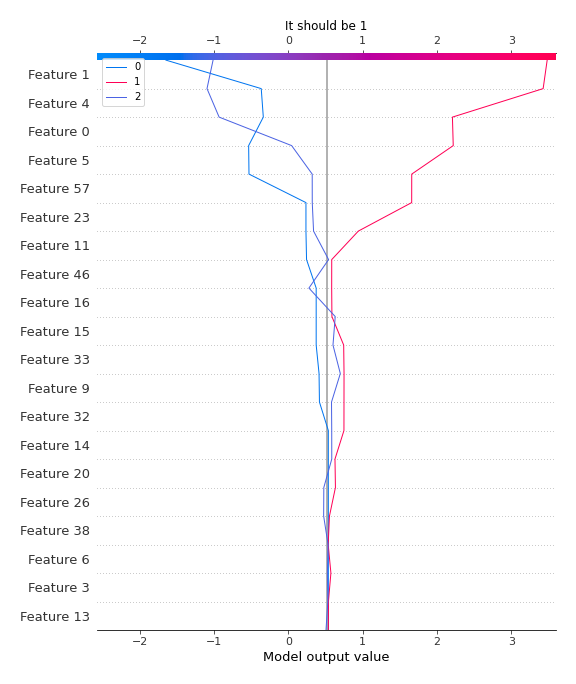 It should be 1
−2 −1 0 1 2 3
0
1
2
Feature 1
Feature 4
Feature 0
Feature 5
Feature 57
Feature 23
Feature 11
Feature 46
Feature 16
Feature 15
Feature 33
Feature 9
Feature 32
Feature 14
Feature 20
Feature 26
Feature 38
Feature 6
Feature 3
Feature 13
−2 −1 0 1 2 3
Model output value